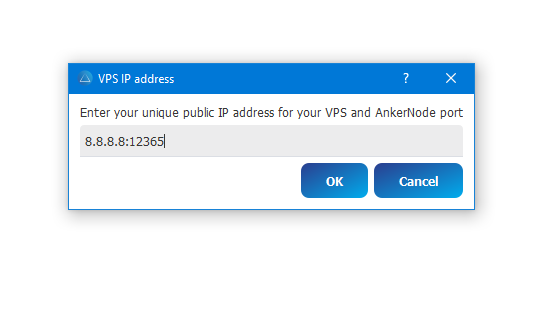 VPS IP address
?
Enter your unique public IP address for your VPS and AnkerNode port
8.8.8.8:12365
OK
Cancel